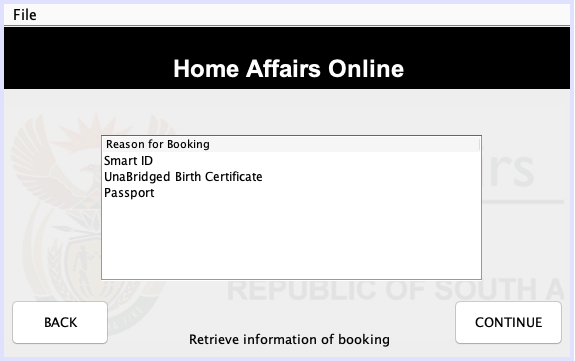 File
Home Affairs Online
Reason for Booking
Smart ID
UnaBridged Birth Certificate
Passport
rs
REPUBLIC OF SOUTH A
BACK
CONTINUE
Retrieve information of booking